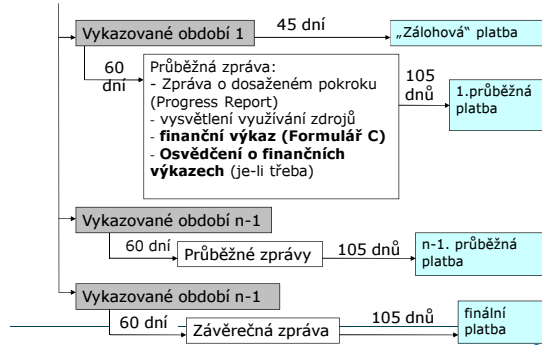 Vykazované období 1
45 dní
„Zálohová" platba
60
dní
Průběžná zpráva:
- Zpráva o dosaženém pokroku
(Progress Report)
- vysvětlení využívání zdrojů
- finanční výkaz (Formulář C)
- Osvědčení o finančních
výkazech (je-li třeba)
105
dnů
1.průběžná
platba
Vykazované období n-1
60 dní
Průběžné zprávy
105 dnů
n-1. průběžná
platba
Vykazované období n-1
60 dní
Závěrečná zpráva
105 dnů
finální
platba